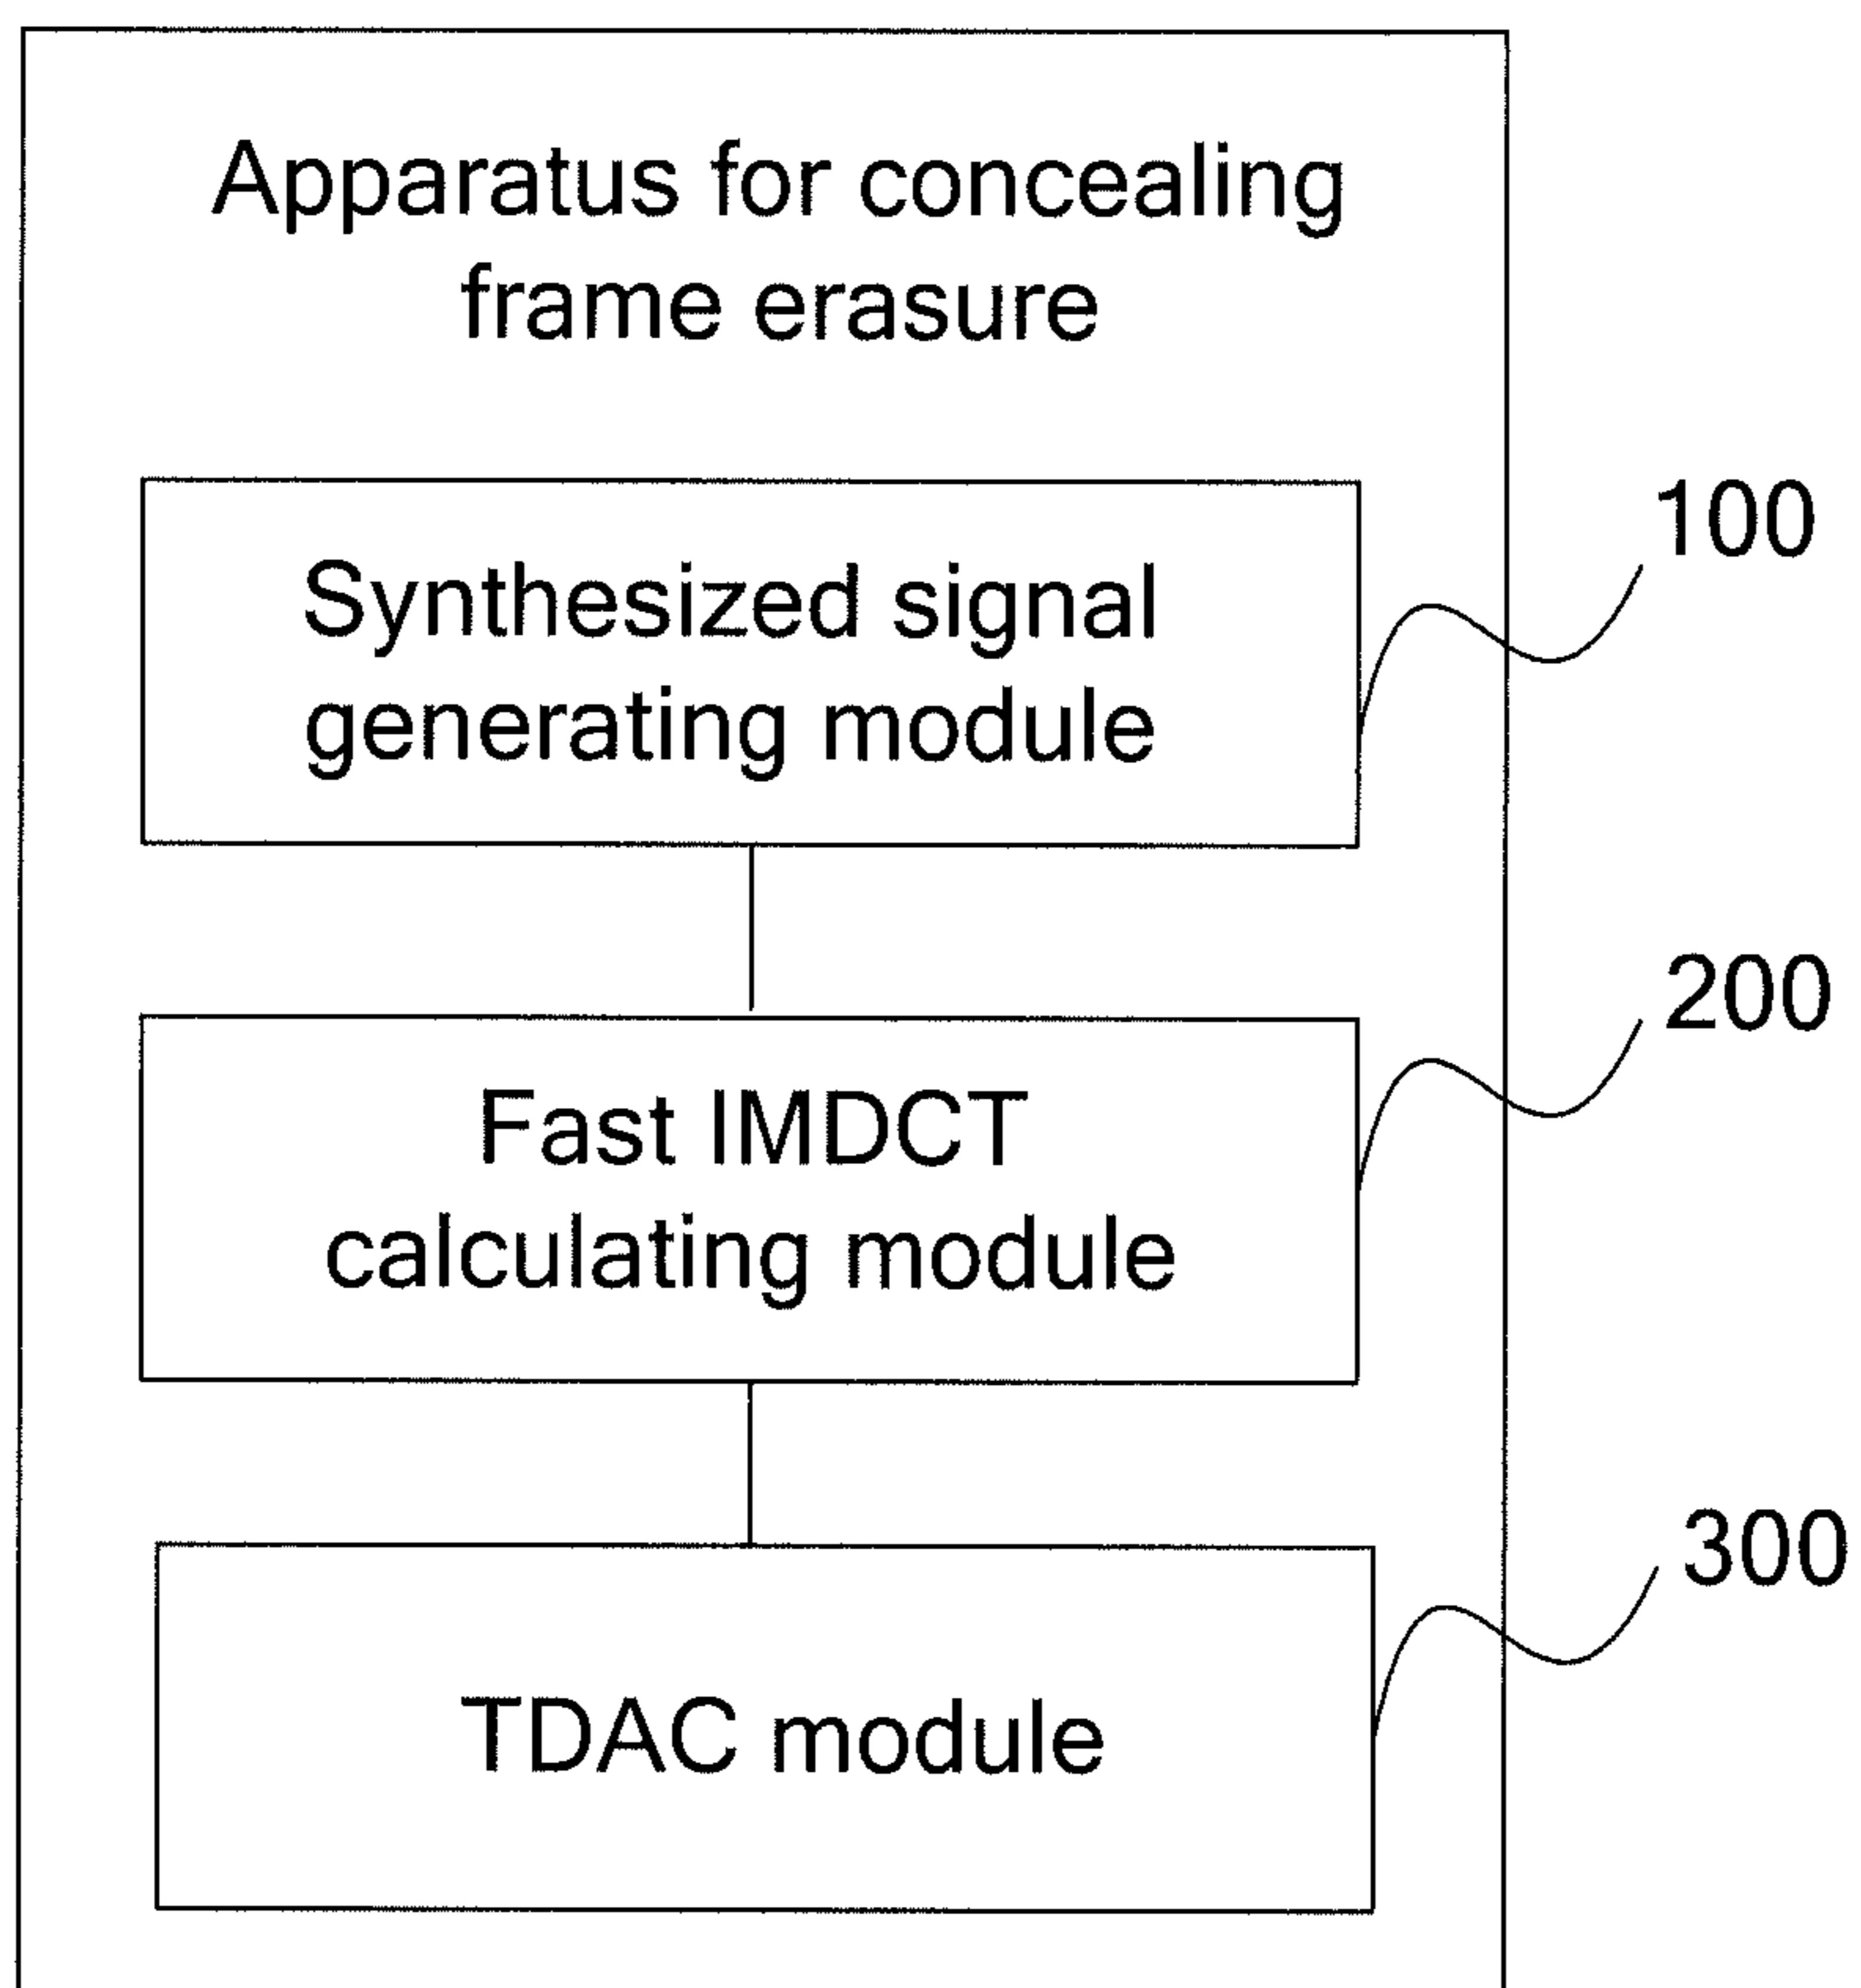 Apparatus for concealing
frame erasure
100
Synthesized signal
generating module
200
Fast IMDCT
calculating module
300
TDAC module